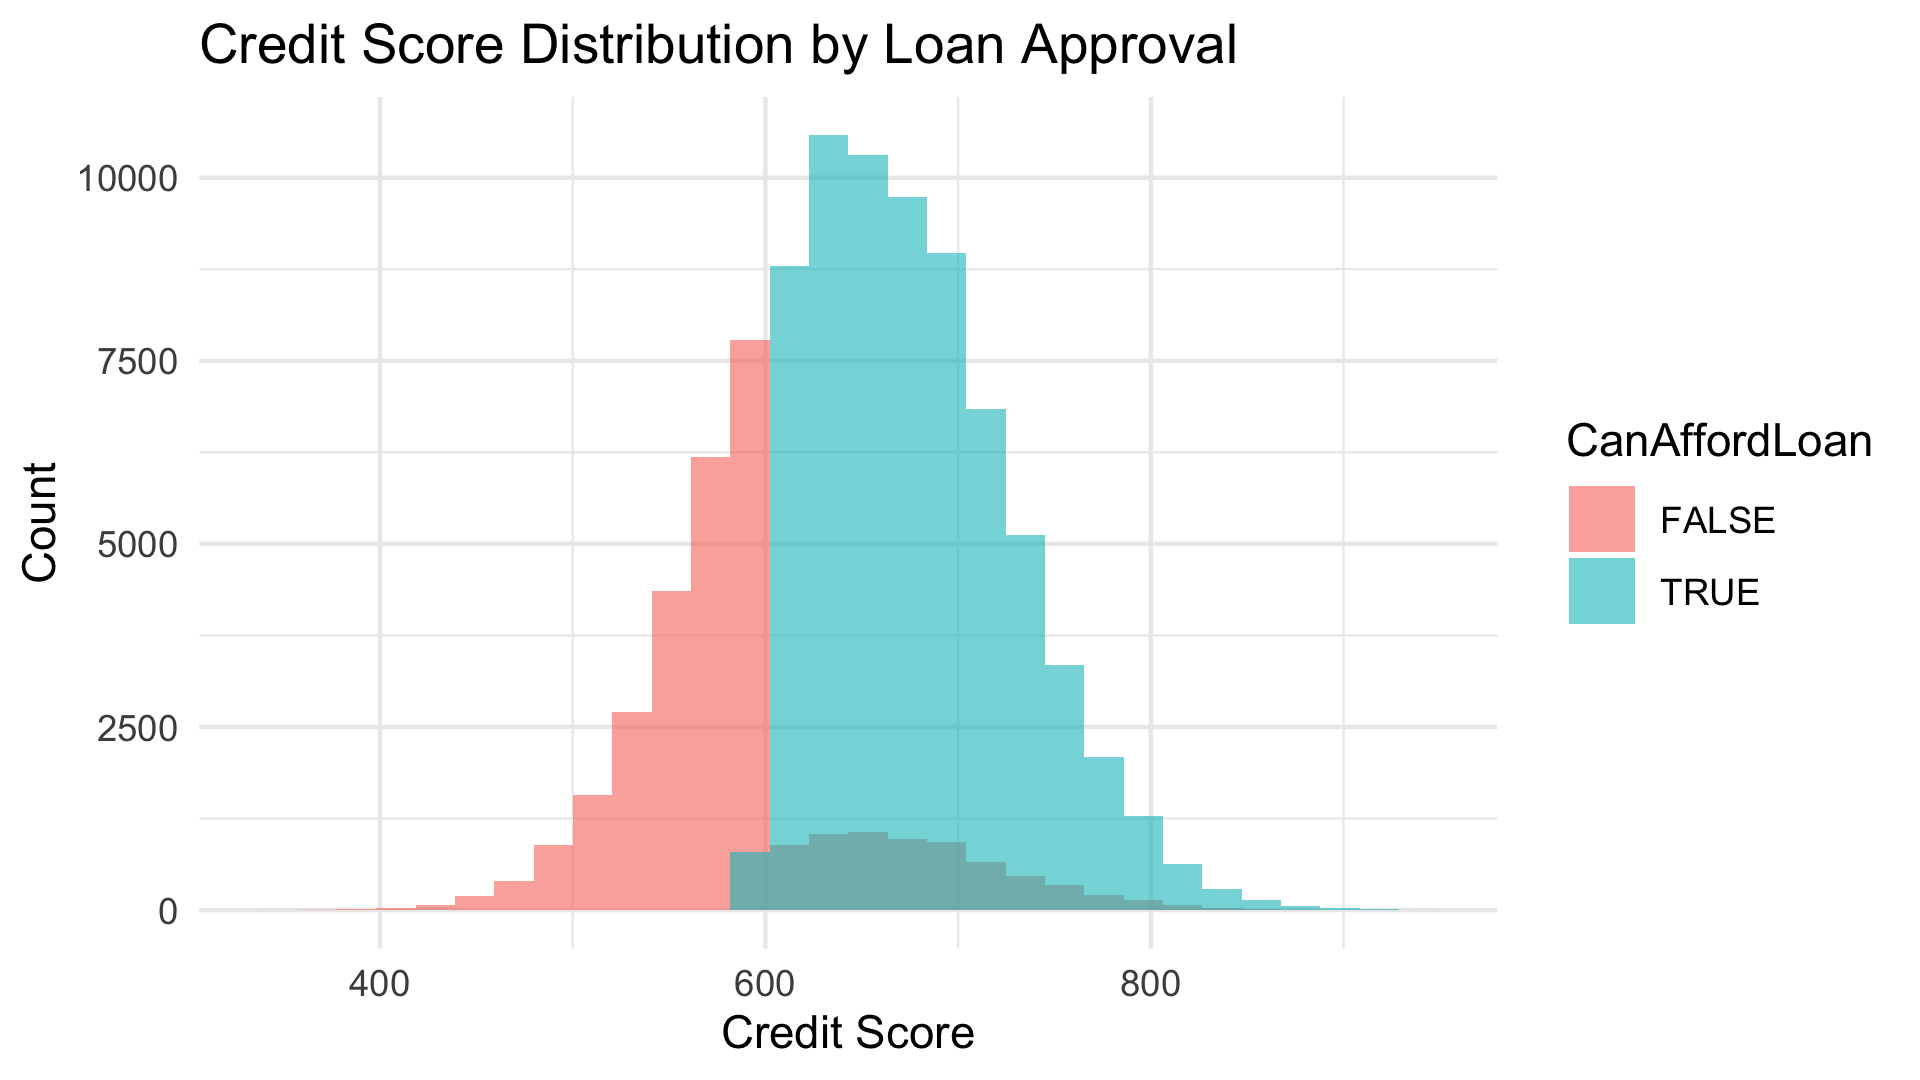 Credit Score Distribution by Loan Approval
10000
7500
5000
2500
0
Count
400 600 800
Credit Score
CanAffordLoan
FALSE
TRUE